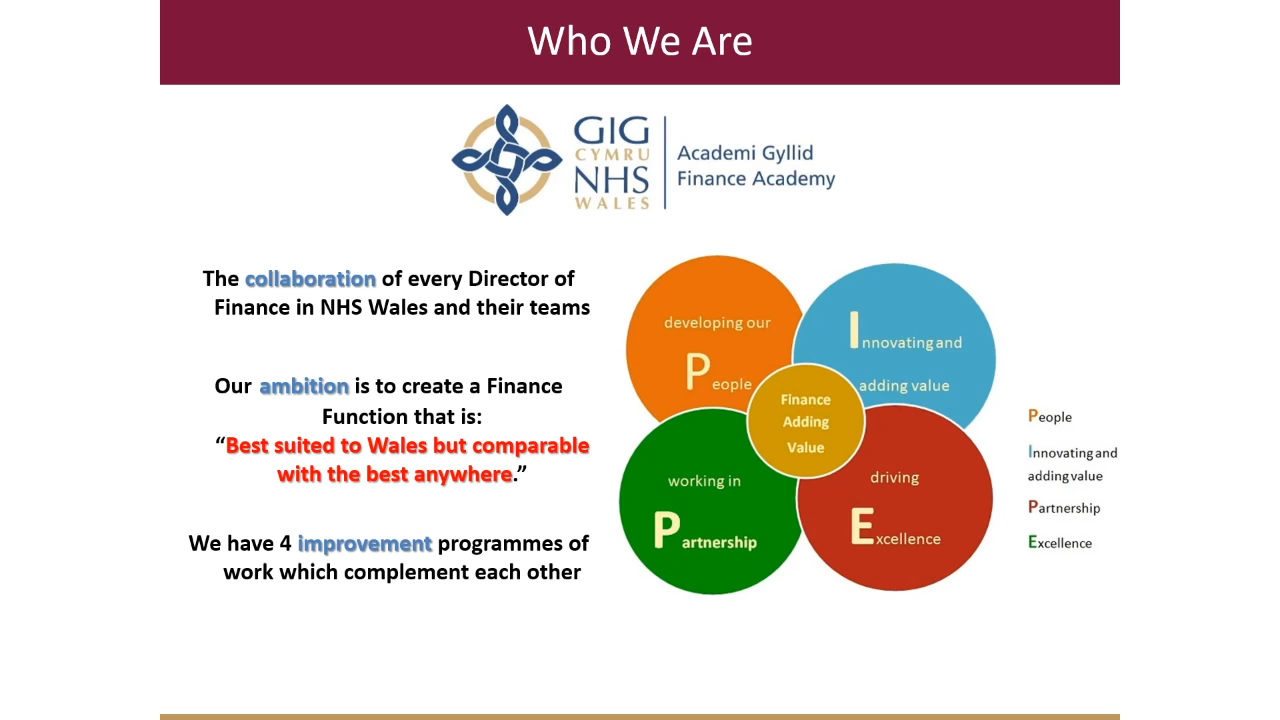 Who We Are
GIG
CYMRU
NHS
WALES
Academi Gyllid
Finance Academy
The collaboration of every Director of
Finance in NHS Wales and their teams
Our ambition is to create a Finance
Function that is:
“Best suited to Wales but comparable
with the best anywhere.”
We have 4 improvement programmes of
work which complement each other
developing our
People
Innovating and
adding value
Finance
Adding
Value
working in
Partnership
driving
Excellence
People
Innovating and
adding value
Partnership
Excellence